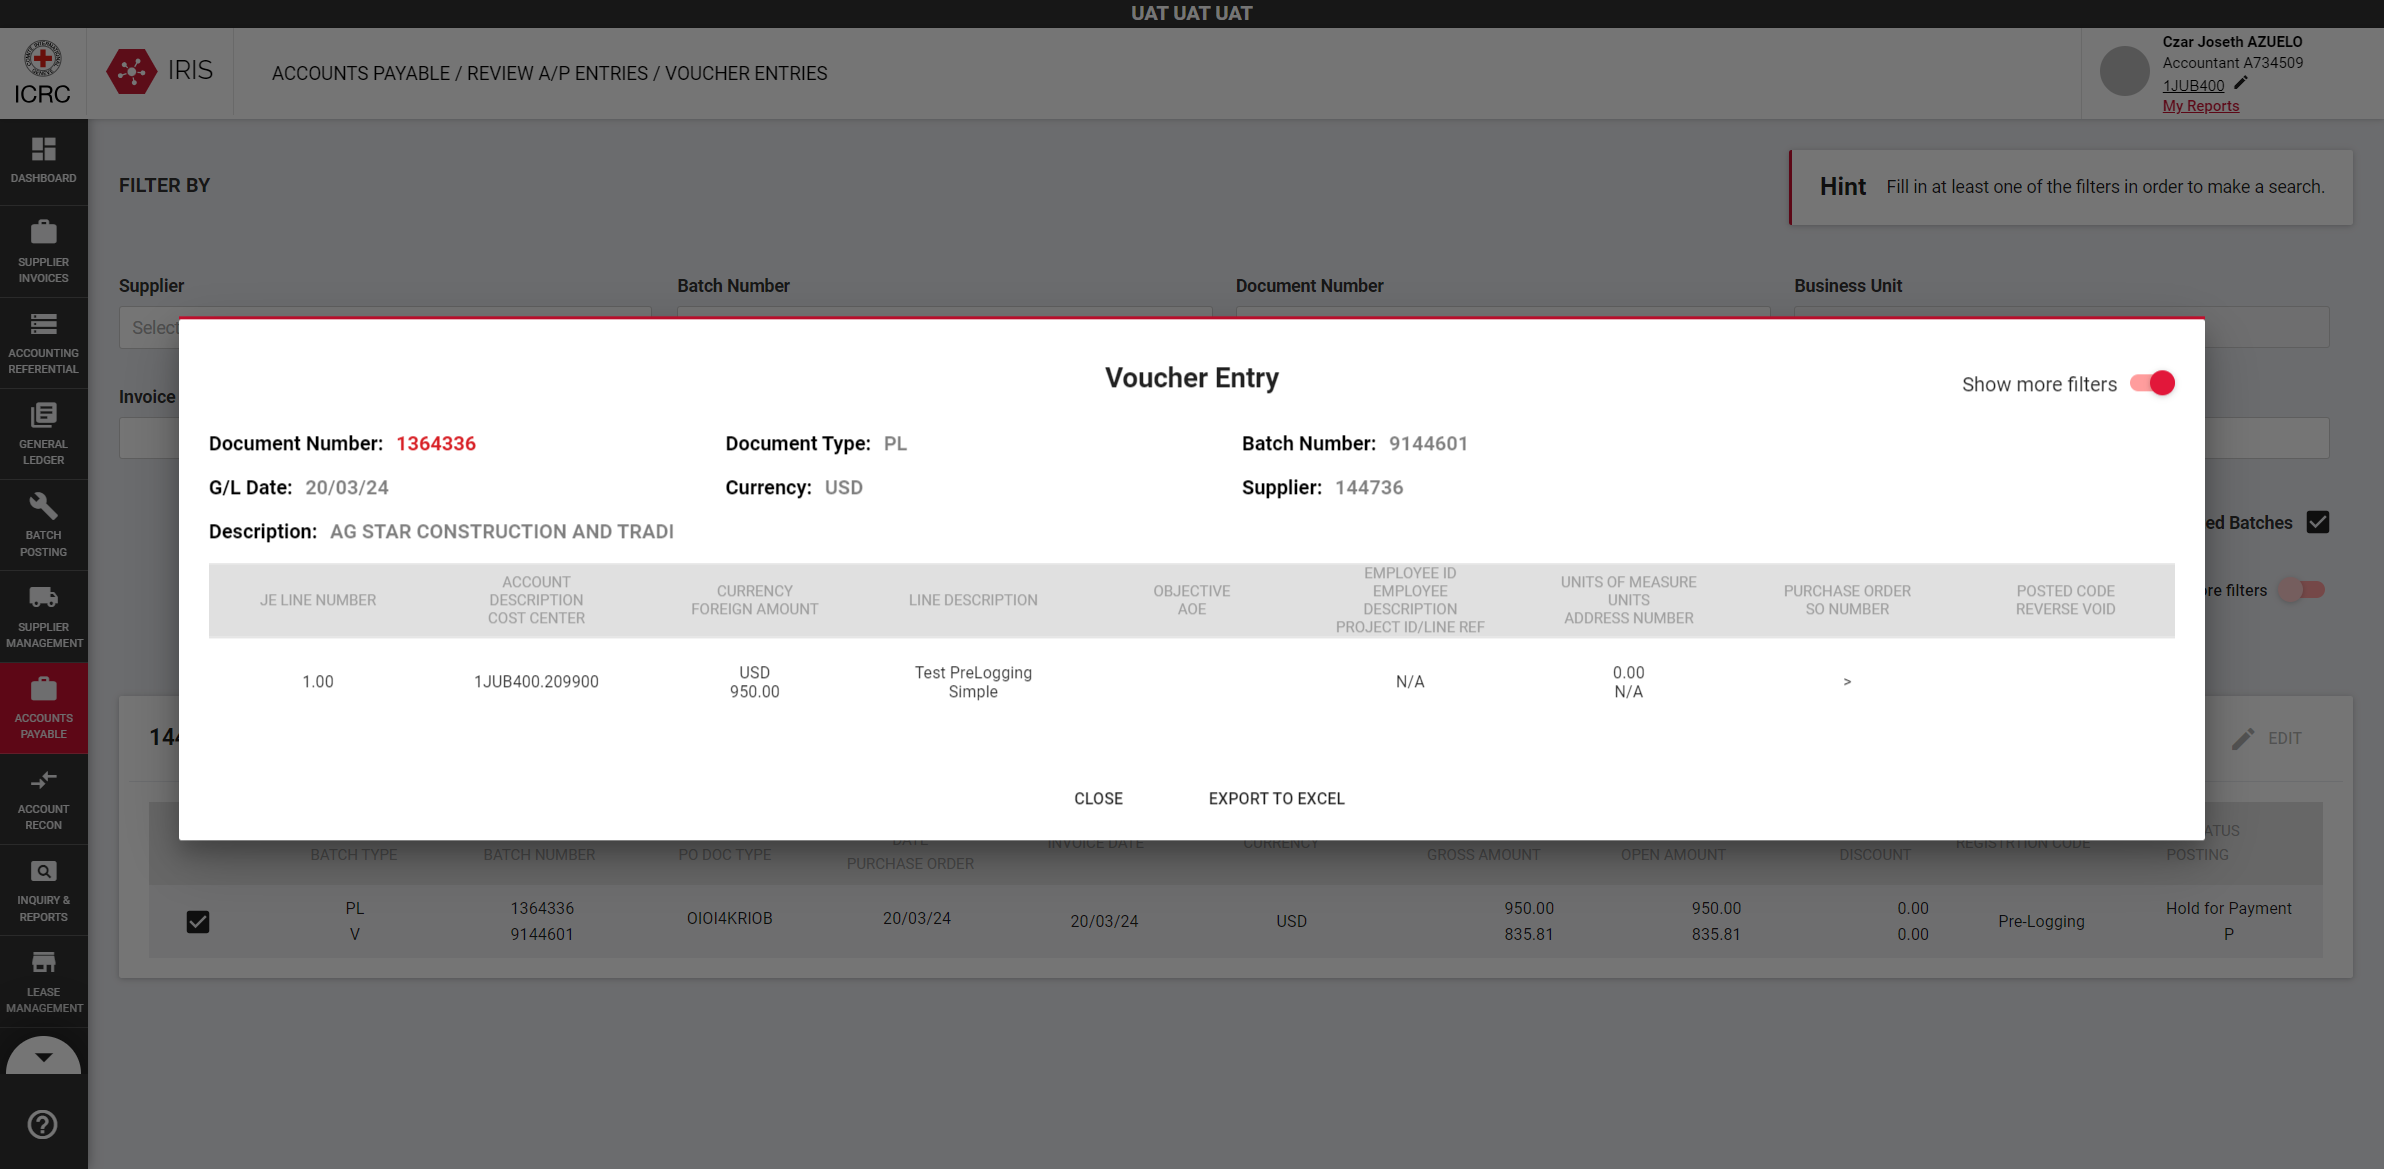 UAT UAT UAT
ICRC
IRIS
ACCOUNTS PAYABLE / REVIEW A/P ENTRIES / VOUCHER ENTRIES
Czar Joseth AZUELO
Accountant A734509
1JUB400
My Reports
DASHBOARD
SUPPLIER
INVOICES
ACCOUNTING
REFERENTIAL
GENERAL
LEDGER
BATCH
POSTING
SUPPLIER
MANAGEMENT
ACCOUNTS
PAYABLE
ACCOUNT
RECON
INQUIRY &
REPORTS
LEASE
MANAGEMENT
FILTER BY
Hint Fill in at least one of the filters in order to make a search.
Supplier
Batch Number
Document Number
Business Unit
Select
Invoice
ed Batches
re filters
Voucher Entry
Show more filters
Document Number: 1364336
Document Type: PL
Batch Number: 9144601
G/L Date: 20/03/24
Currency: USD
Supplier: 144736
Description: AG STAR CONSTRUCTION AND TRADI
JE LINE NUMBER
ACCOUNT
DESCRIPTION
COST CENTER
CURRENCY
FOREIGN AMOUNT
LINE DESCRIPTION
OBJECTIVE
AOE
EMPLOYEE ID
EMPLOYEE
DESCRIPTION
PROJECT ID/LINE REF
UNITS OF MEASURE
UNITS
ADDRESS NUMBER
PURCHASE ORDER
SO NUMBER
POSTED CODE
REVERSE VOID
1.00
1JUB400.209900
USD
950.00
Test PreLogging
Simple
N/A
0.00
N/A
>
CLOSE
EXPORT TO EXCEL
144
EDIT
BATCH TYPE
BATCH NUMBER
PO DOC TYPE
DATE
PURCHASE ORDER
INVOICE DATE
CURRENCY
GROSS AMOUNT
OPEN AMOUNT
DISCOUNT
REGISTRTION CODE
ATUS
POSTING
PL
V
1364336
9144601
OIOI4KRIOB
20/03/24
20/03/24
USD
950.00
835.81
950.00
835.81
0.00
0.00
Pre-Logging
Hold for Payment
P